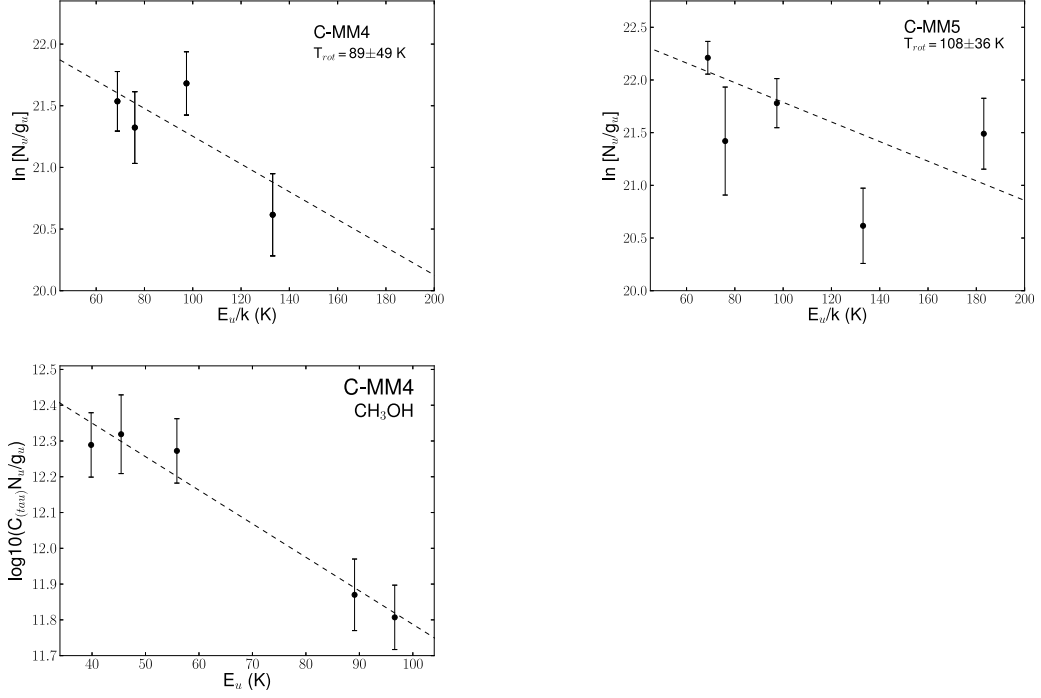 C-MM4
T_rot = 89±49 K
ln [N_u/g_u]
22.0
21.5
21.0
20.5
20.0
60 80 100 120 140 160 180 200
E_u/k (K)
C-MM5
T_rot = 108±36 K
ln [N_u/g_u]
22.0
21.5
21.0
20.5
20.0
60 80 100 120 140 160 180 200
E_u/k (K)
C-MM4
CH₃OH
log10(C_(tau)N_u/g_u)
12.5
12.4
12.3
12.2
12.1
12.0
11.9
11.8
11.7
40 50 60 70 80 90 100
E_u (K)